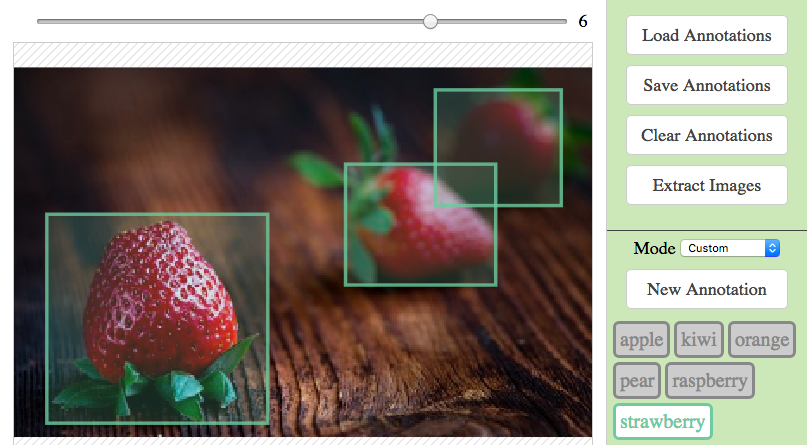 6
Load Annotations
Save Annotations
Clear Annotations
Extract Images
Mode Custom
New Annotation
apple kiwi orange
pear raspberry
strawberry